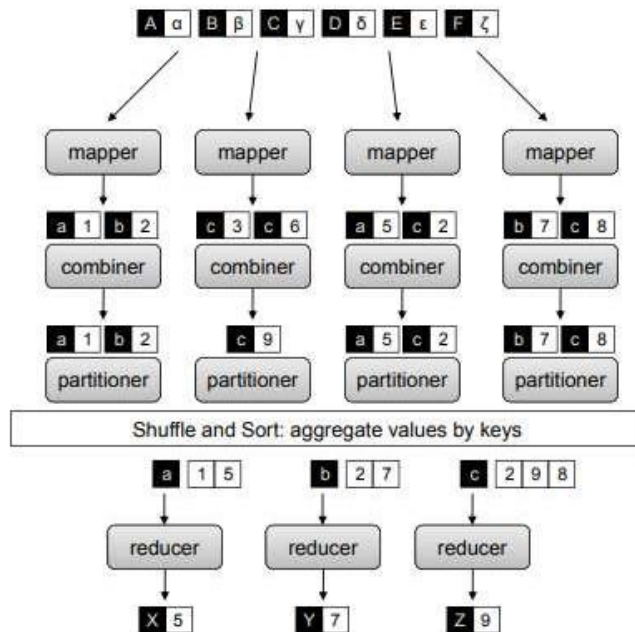 A α B β C γ D δ E ε F ζ
mapper mapper mapper mapper
a 1 b 2 c 3 c 6 a 5 c 2 b 7 c 8
combiner combiner combiner combiner
a 1 b 2 c 9 a 5 c 2 b 7 c 8
partitioner partitioner partitioner partitioner
Shuffle and Sort: aggregate values by keys
a 1 5 b 2 7 c 2 9 8
reducer reducer reducer
X 5 Y 7 Z 9